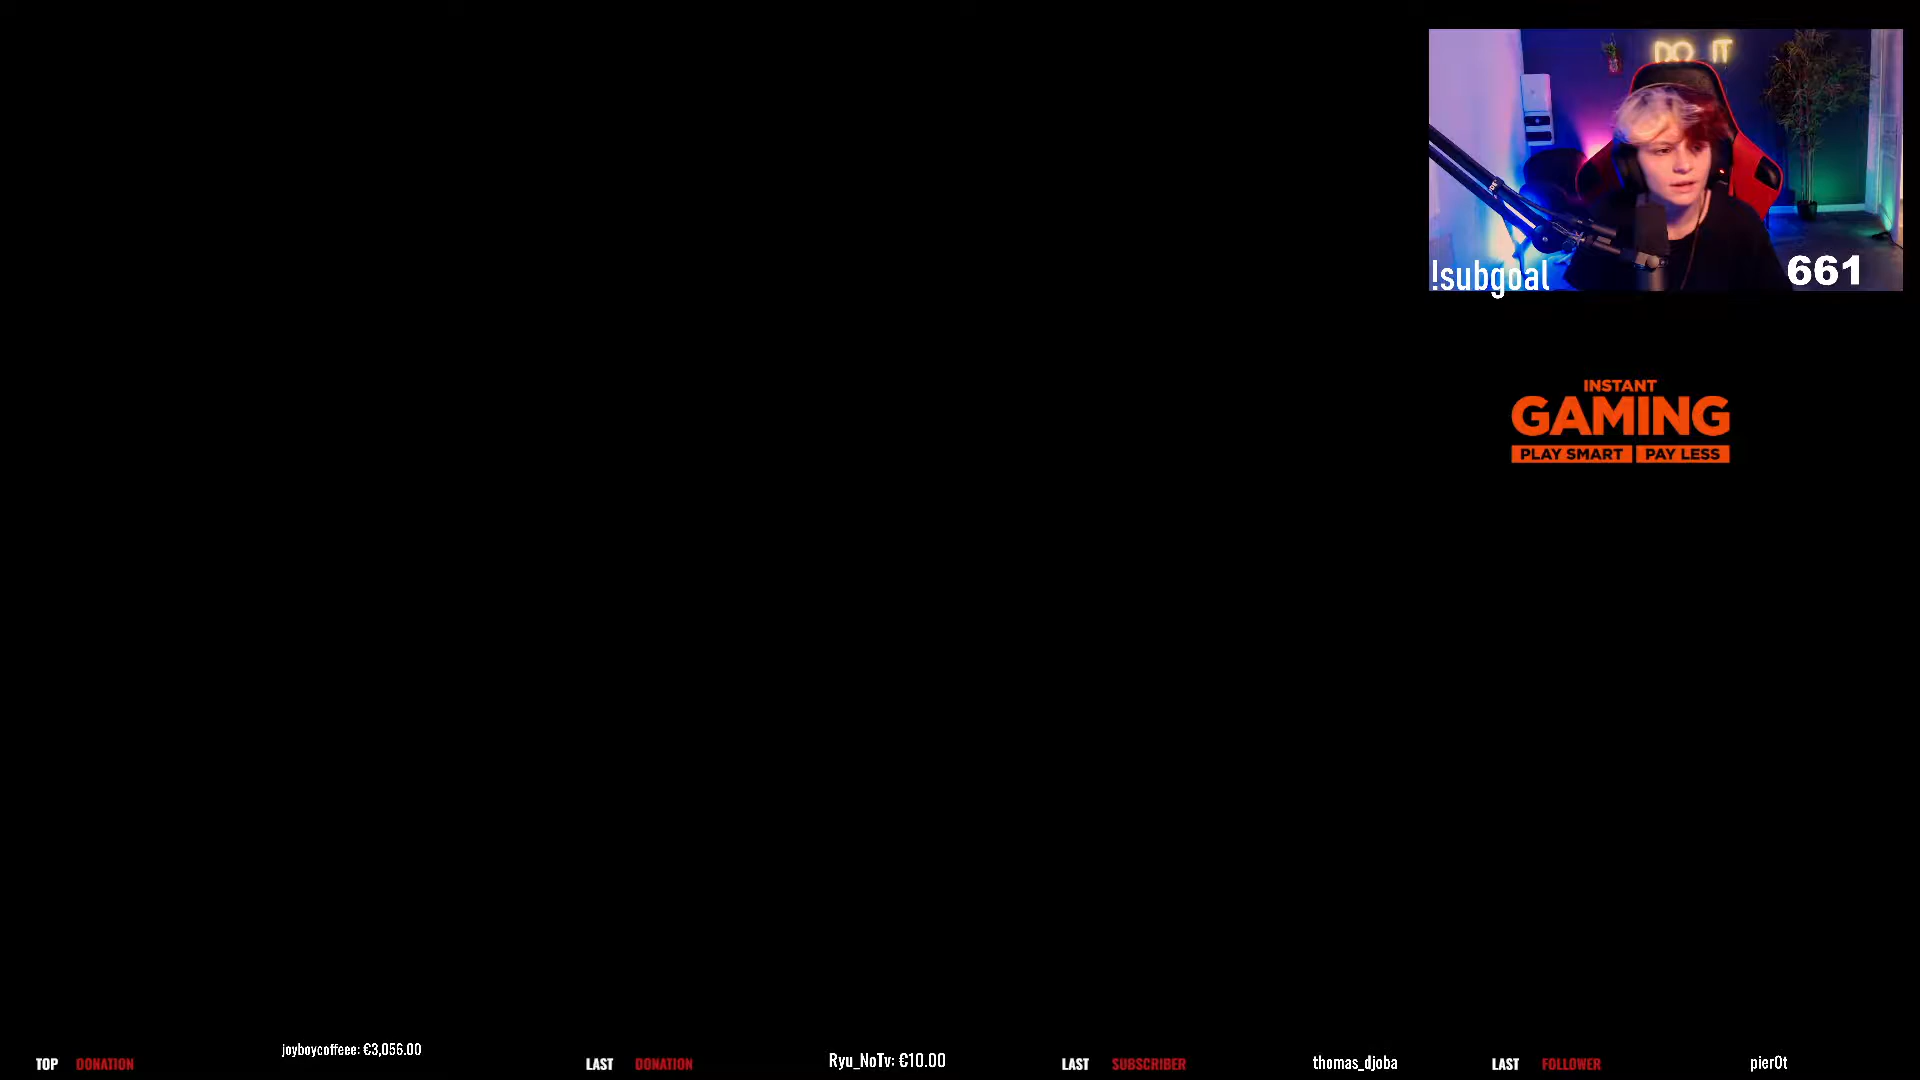 DO IT
!subgoal
661
INSTANT
GAMING
PLAY SMART PAY LESS
TOP DONATION joyboycoffeee: €3,056.00 LAST DONATION Ryu_NoTv: €10.00 LAST SUBSCRIBER thomas_djoba LAST FOLLOWER pier0t